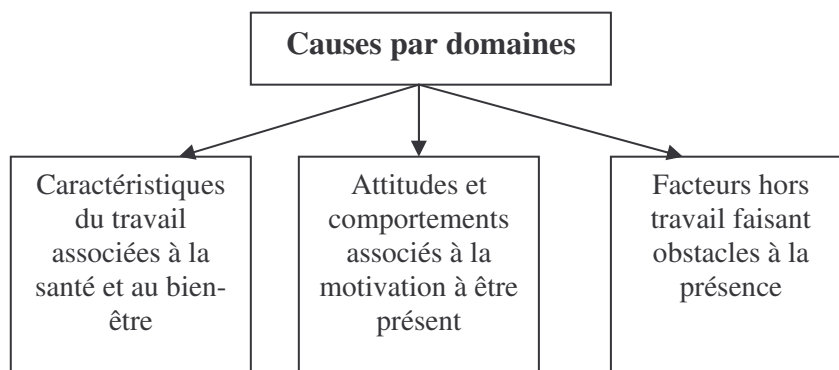 Causes par domaines
Caractéristiques
du travail
associées à la
santé et au bien-
être
Attitudes et
comportements
associés à la
motivation à être
présent
Facteurs hors
travail faisant
obstacles à la
présence